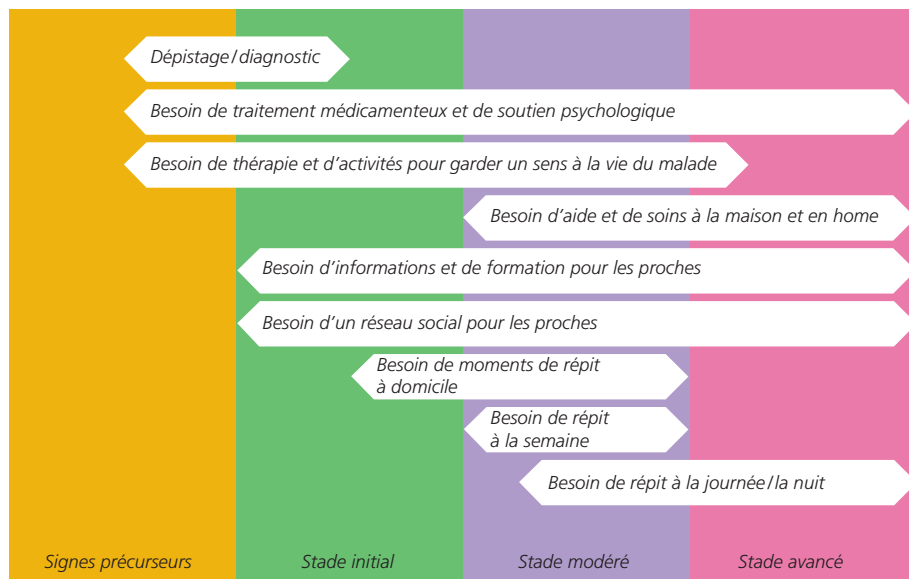 Dépistage / diagnostic
Besoin de traitement médicamenteux et de soutien psychologique
Besoin de thérapie et d’activités pour garder un sens à la vie du malade
Besoin d’aide et de soins à la maison et en home
Besoin d’informations et de formation pour les proches
Besoin d’un réseau social pour les proches
Besoin de moments de répit
à domicile
Besoin de répit
à la semaine
Besoin de répit à la journée / la nuit
Signes précurseurs
Stade initial
Stade modéré
Stade avancé